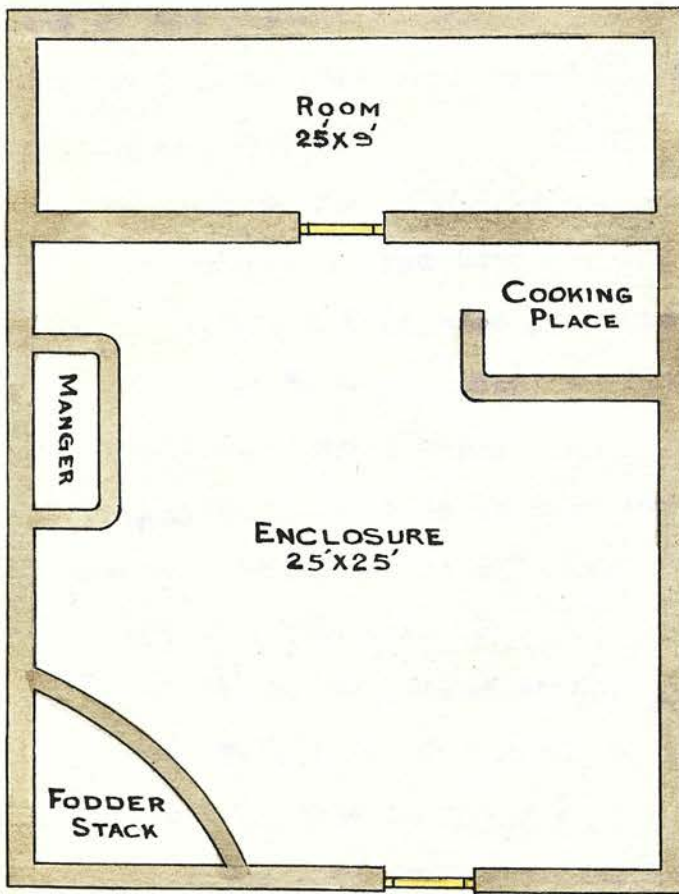 ROOM
25'X9'
COOKING
PLACE
MANGER
ENCLOSURE
25'X25'
FODDER
STACK